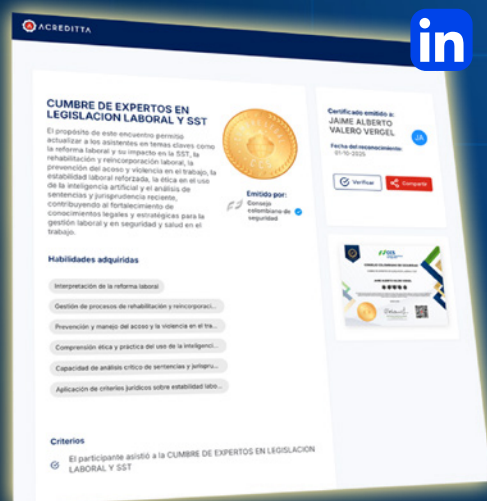 ACREDITTA
in
CUMBRE DE EXPERTOS EN
LEGISLACION LABORAL Y SST
El propósito de este encuentro permitió
actualizar a los asistentes en temas claves como
la reforma laboral y su impacto en la SST, la
rehabilitación y reincorporación laboral, la
prevención del acoso y violencia en el trabajo, la
estabilidad laboral reforzada, la ética en el uso
de la inteligencia artificial y el análisis de
sentencias y jurisprudencia reciente,
contribuyendo al fortalecimiento de
conocimientos legales y estratégicas para la
gestión laboral y en seguridad y salud en el
trabajo.
Emitido por:
Consejo
colombiano de
seguridad
Certificado emitido a:
JAIME ALBERTO
VALERO VERGEL
JA
Fecha del reconocimiento:
01-10-2025
Verificar
Compartir
Habilidades adquiridas
Interpretación de la reforma laboral
Gestión de procesos de rehabilitación y reincorporaci...
Prevención y manejo del acoso y la violencia en el tra...
Comprensión ética y práctica del uso de la inteligenci...
Capacidad de análisis crítico de sentencias y jurispru...
Aplicación de criterios jurídicos sobre estabilidad labo...
Criterios
El participante asistió a la CUMBRE DE EXPERTOS EN LEGISLACION
LABORAL Y SST